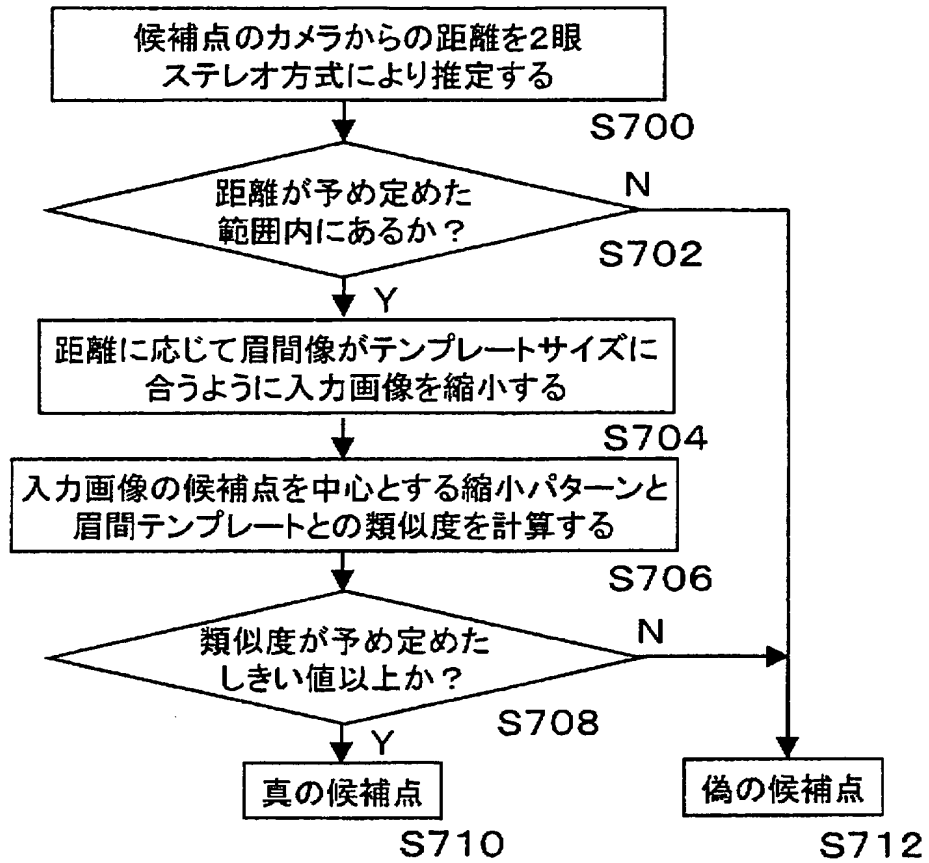 候補点のカメラからの距離を2眼
ステレオ方式により推定する
S700
距離が予め定めた
範囲内にあるか?
N
S702
Y
距離に応じて眉間像がテンプレートサイズに
合うように入力画像を縮小する
S704
入力画像の候補点を中心とする縮小パターンと
眉間テンプレートとの類似度を計算する
S706
類似度が予め定めた
しきい値以上か?
N
S708
Y
真の候補点
偽の候補点
S710
S712